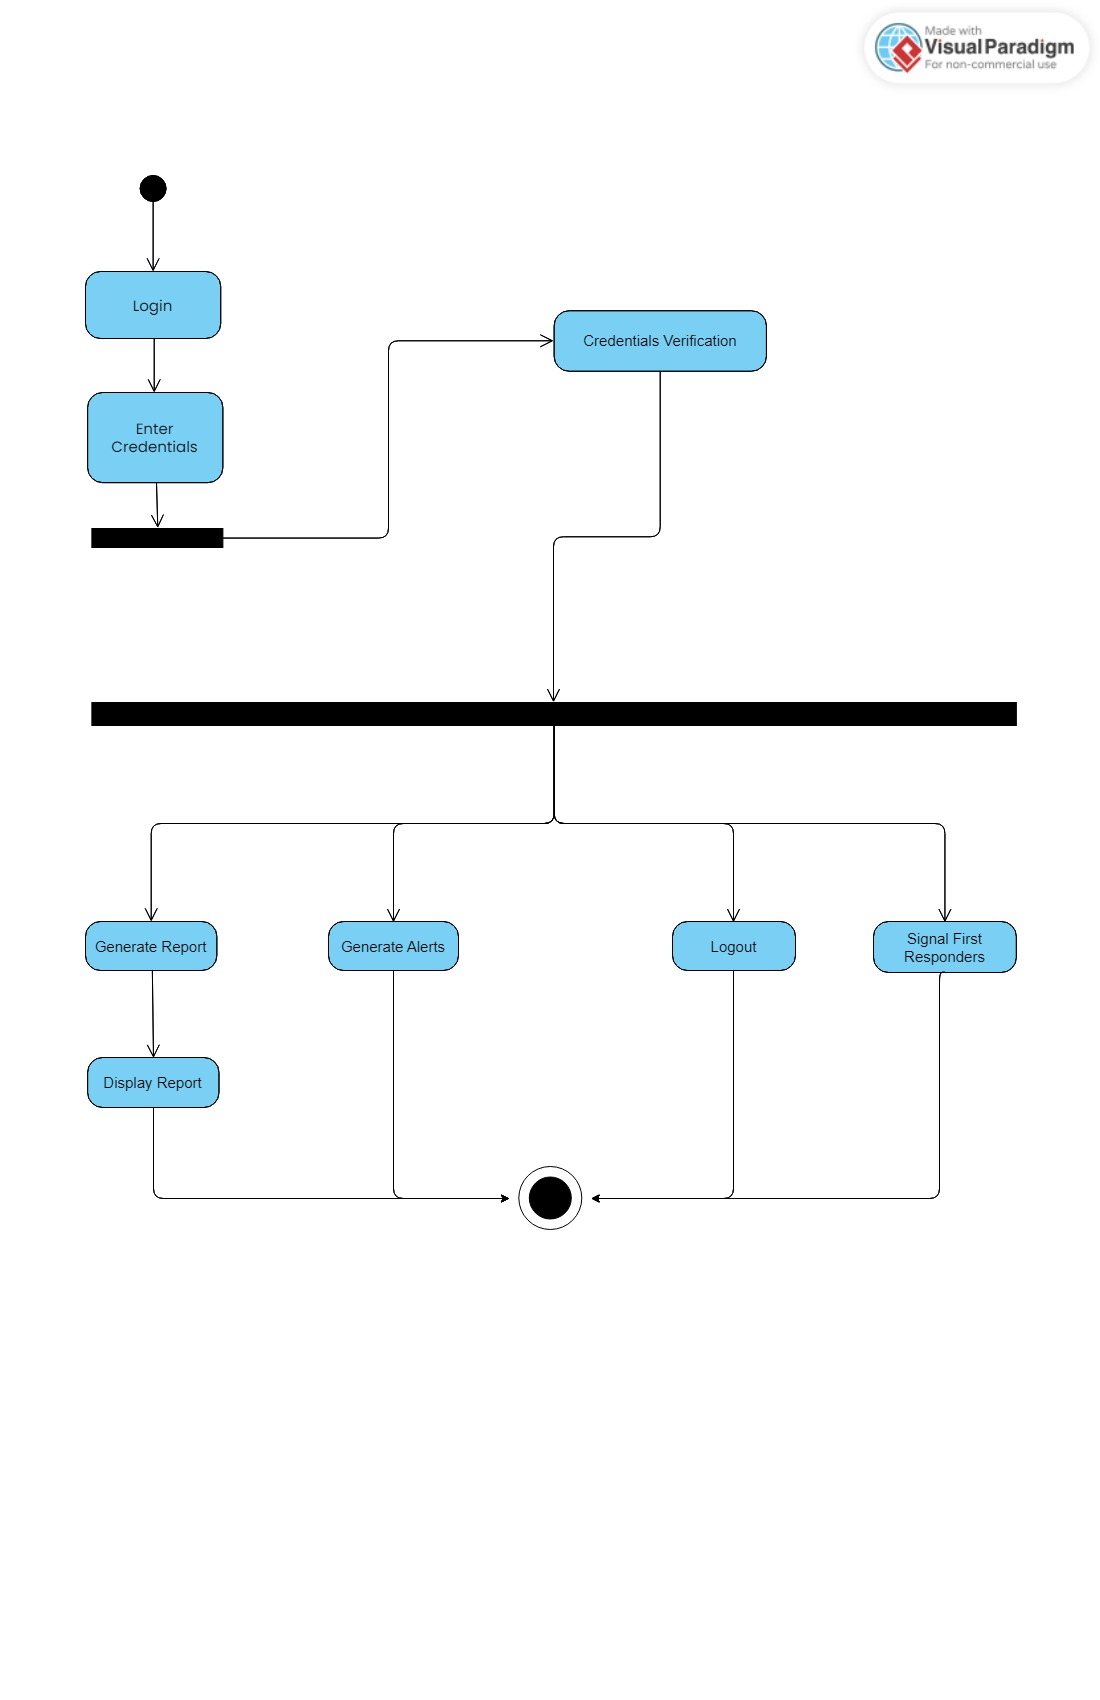 Made with
Visual Paradigm
For non-commercial use
Login
Credentials Verification
Enter
Credentials
Generate Report
Generate Alerts
Logout
Signal First
Responders
Display Report